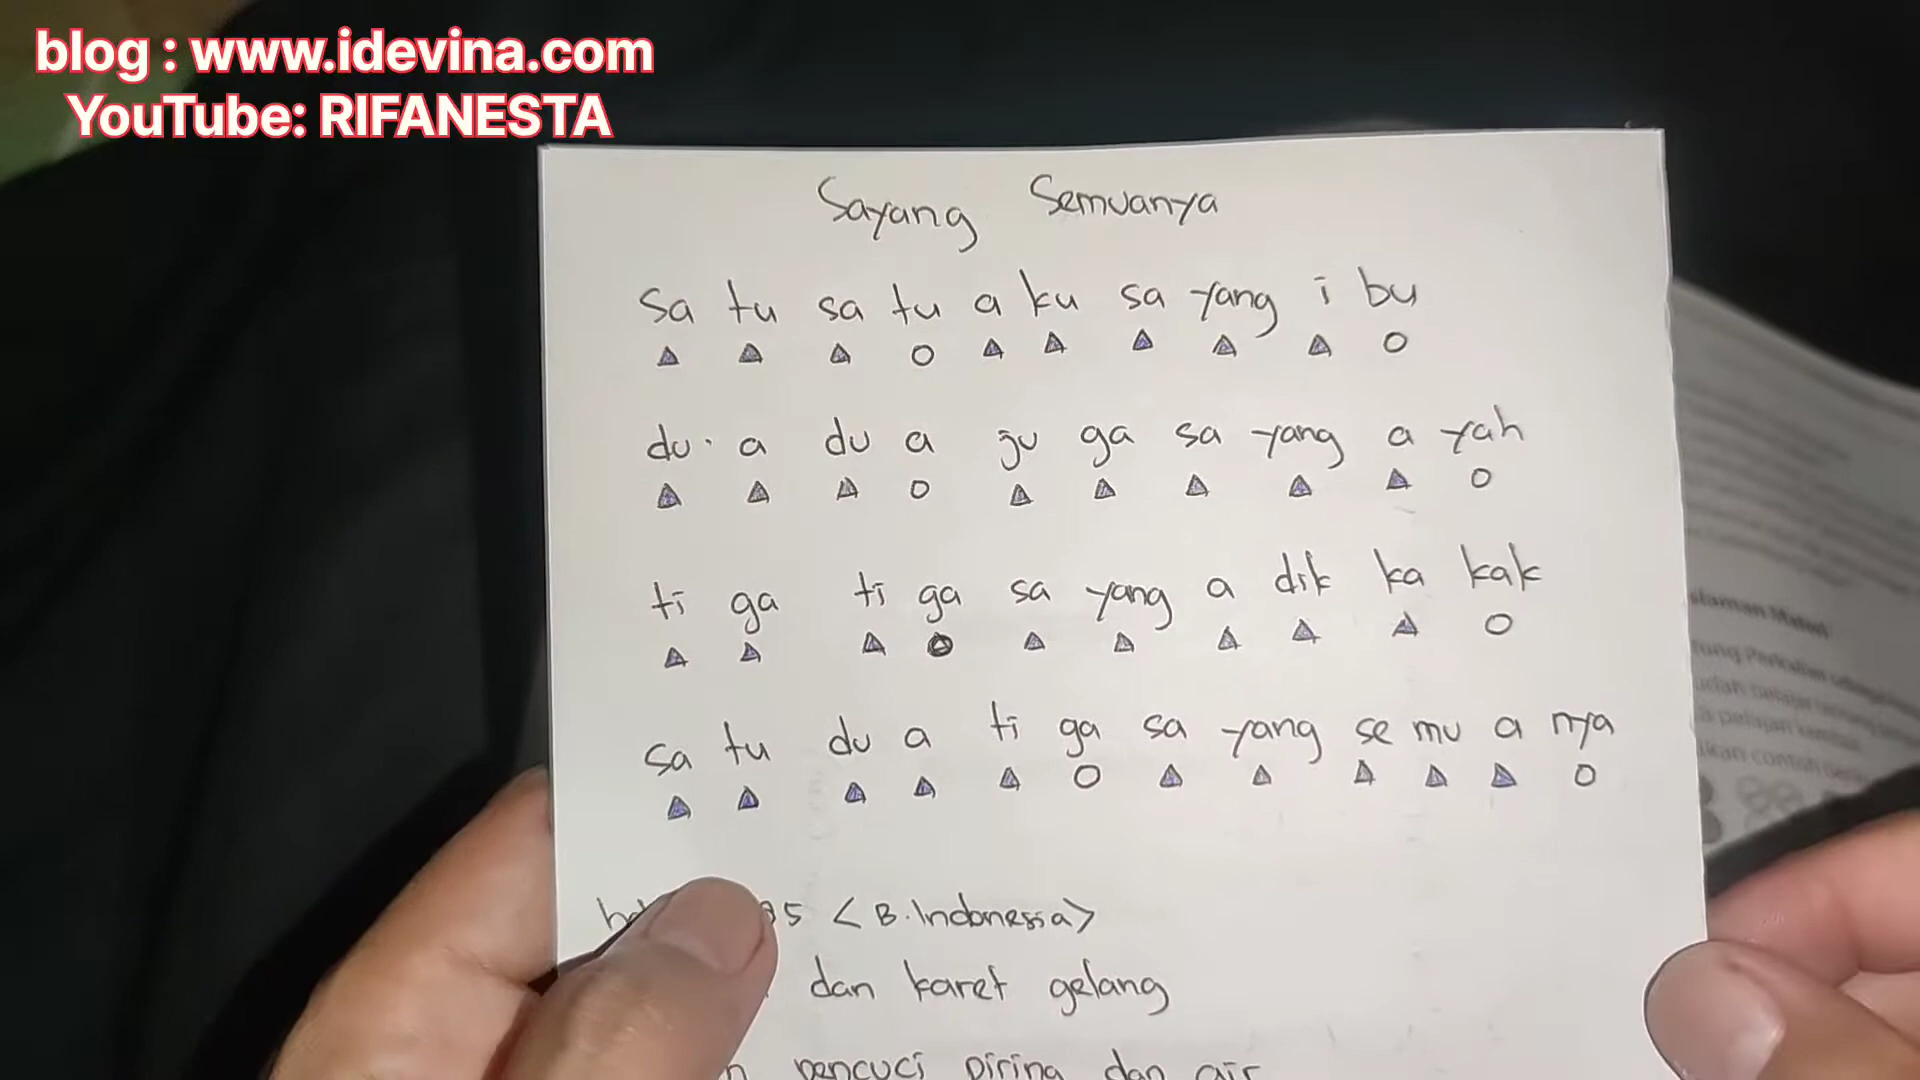 blog : www.idevina.com
YouTube: RIFANESTA
Sayang Semuanya
Sa tu sa tu a ku sa yang i bu
▲ ▲ ▲ O ▲ ▲ ▲ ▲ ▲ O
du · a du a ju ga sa yang a yah
▲ ▲ ▲ O ▲ ▲ ▲ ▲ ▲ O
ti ga ti ga sa yang a dik ka kak
▲ ▲ ▲ O ▲ ▲ ▲ ▲ ▲ O
sa tu du a ti ga sa yang se mu a nya
▲ ▲ ▲ ▲ ▲ O ▲ ▲ ▲ ▲ ▲ O
<B.Indonesia>
dan karet gelang
pencuci piring dan air